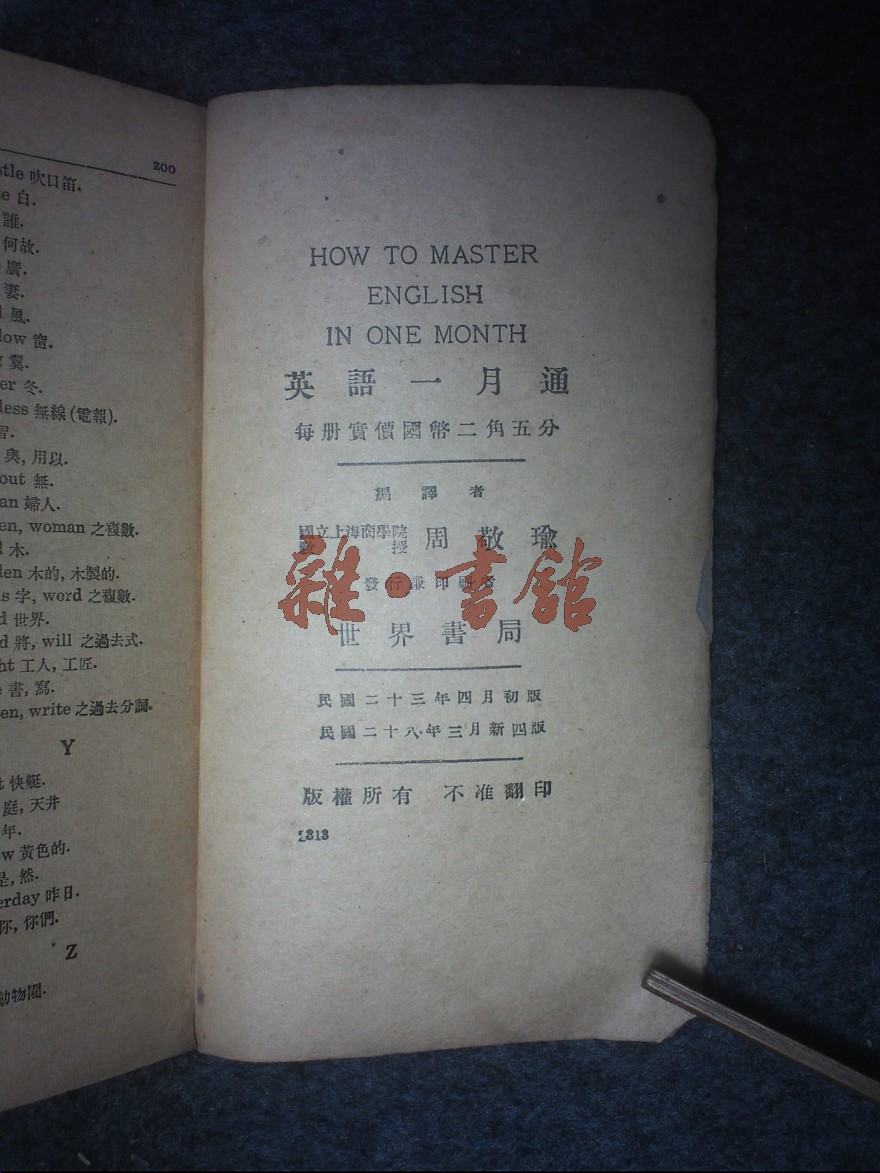 zoo
stle 吹口笛.
e 白.
誰.
何故.
廣.
妻.
風.
low 窗.
翼.
er 冬.
less 無線(電報).
與, 用以.
out 無.
an 婦人.
en, woman 之複數.
木.
den 木的, 木製的.
s 字, word 之複數.
d 世界.
d 將, will 之過去式.
ht 工人, 工匠.
書, 寫.
en, write 之過去分詞.
Y
t 快艇.
庭, 天井
年.
w 黃色的.
是, 然.
erday 昨日.
你, 你們.
Z
動物園.
HOW TO MASTER
ENGLISH
IN ONE MONTH
英語一月通
每册實價國幣二角五分
編譯者
國立上海商學院
教授
周敬瑜
發行兼印刷者
世界書局
雜·書館
民國二十三年四月初版
民國二十八年三月新四版
版權所有 不准翻印